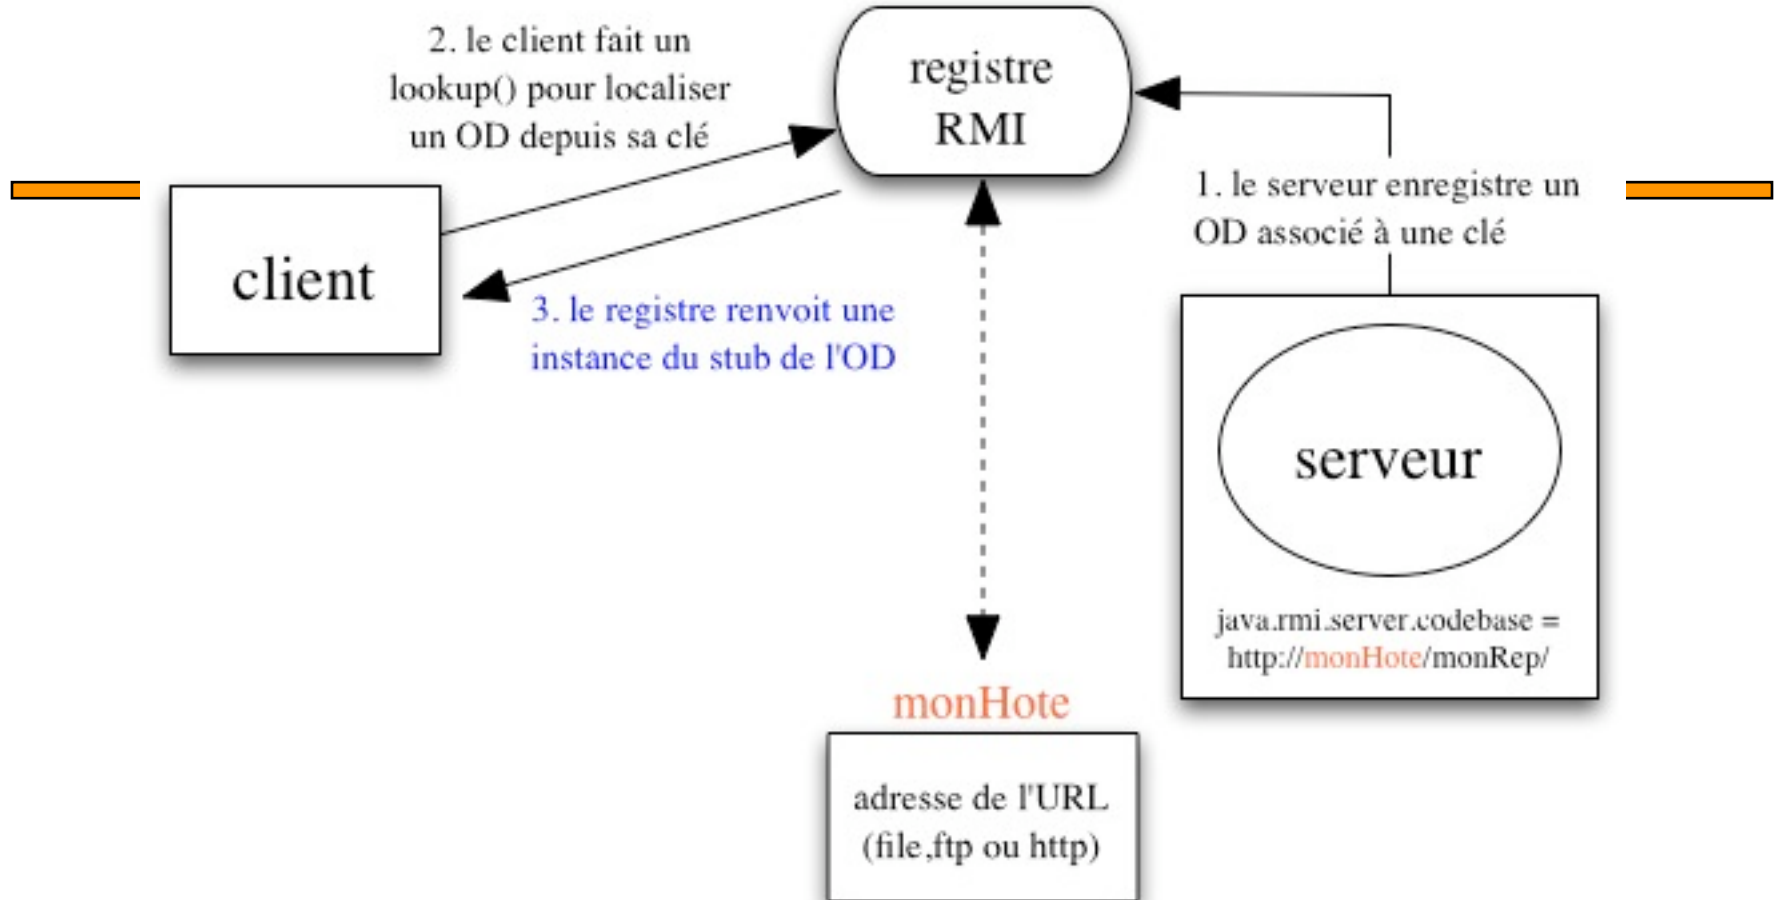 2. le client fait un
lookup() pour localiser
un OD depuis sa clé
registre
RMI
1. le serveur enregistre un
OD associé à une clé
client
3. le registre renvoit une
instance du stub de l'OD
serveur
java.rmi.server.codebase =
http://monHote/monRep/
monHote
adresse de l'URL
(file,ftp ou http)